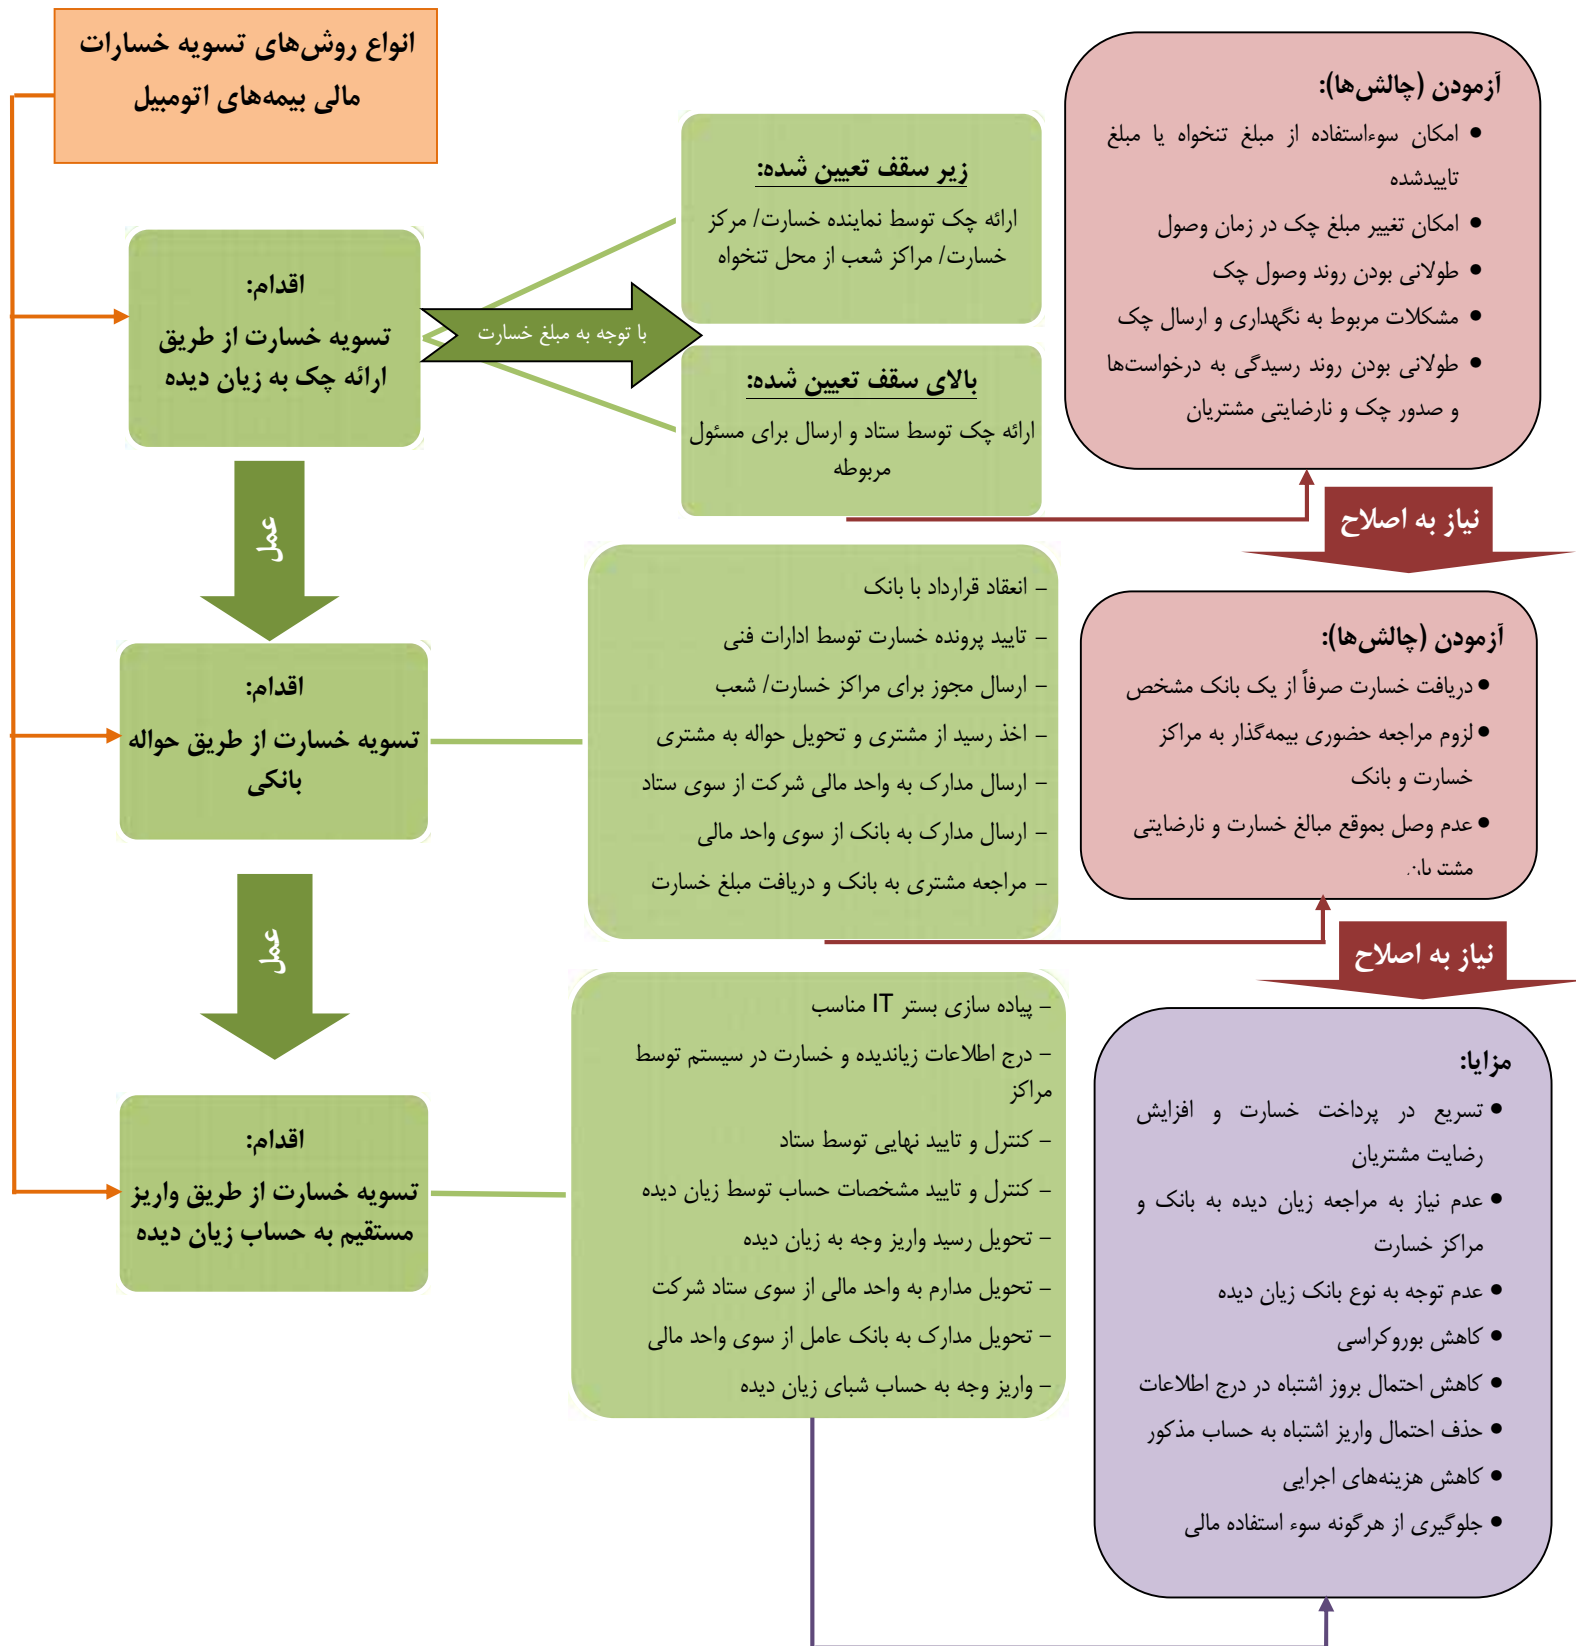 انواع روش‌های تسویه خسارات
مالی بیمه‌های اتومبیل
اقدام:
تسویه خسارت از طریق
ارائه چک به زیان دیده
با توجه به مبلغ خسارت
زیر سقف تعیین شده:
ارائه چک توسط نماینده خسارت/ مرکز
خسارت/ مراکز شعب از محل تنخواه
بالای سقف تعیین شده:
ارائه چک توسط ستاد و ارسال برای مسئول
مربوطه
آزمودن (چالش‌ها):
• امکان سوءاستفاده از مبلغ تنخواه یا مبلغ
تاییدشده
• امکان تغییر مبلغ چک در زمان وصول
• طولانی بودن روند وصول چک
• مشکلات مربوط به نگهداری و ارسال چک
• طولانی بودن روند رسیدگی به درخواست‌ها
و صدور چک و نارضایتی مشتریان
نیاز به اصلاح
عمل
اقدام:
تسویه خسارت از طریق حواله
بانکی
- انعقاد قرارداد با بانک
- تایید پرونده خسارت توسط ادارات فنی
- ارسال مجوز برای مراکز خسارت/ شعب
- اخذ رسید از مشتری و تحویل حواله به مشتری
- ارسال مدارک به واحد مالی شرکت از سوی ستاد
- ارسال مدارک به بانک از سوی واحد مالی
- مراجعه مشتری به بانک و دریافت مبلغ خسارت
آزمودن (چالش‌ها):
• دریافت خسارت صرفاً از یک بانک مشخص
• لزوم مراجعه حضوری بیمه‌گذار به مراکز
خسارت و بانک
• عدم وصل بموقع مبالغ خسارت و نارضایتی
مشتریان.
نیاز به اصلاح
عمل
اقدام:
تسویه خسارت از طریق واریز
مستقیم به حساب زیان دیده
- پیاده سازی بستر IT مناسب
- درج اطلاعات زیاندیده و خسارت در سیستم توسط
مراکز
- کنترل و تایید نهایی توسط ستاد
- کنترل و تایید مشخصات حساب توسط زیان دیده
- تحویل رسید واریز وجه به زیان دیده
- تحویل مدارم به واحد مالی از سوی ستاد شرکت
- تحویل مدارک به بانک عامل از سوی واحد مالی
- واریز وجه به حساب شبای زیان دیده
مزایا:
• تسریع در پرداخت خسارت و افزایش
رضایت مشتریان
• عدم نیاز به مراجعه زیان دیده به بانک و
مراکز خسارت
• عدم توجه به نوع بانک زیان دیده
• کاهش بوروکراسی
• کاهش احتمال بروز اشتباه در درج اطلاعات
• حذف احتمال واریز اشتباه به حساب مذکور
• کاهش هزینه‌های اجرایی
• جلوگیری از هرگونه سوء استفاده مالی